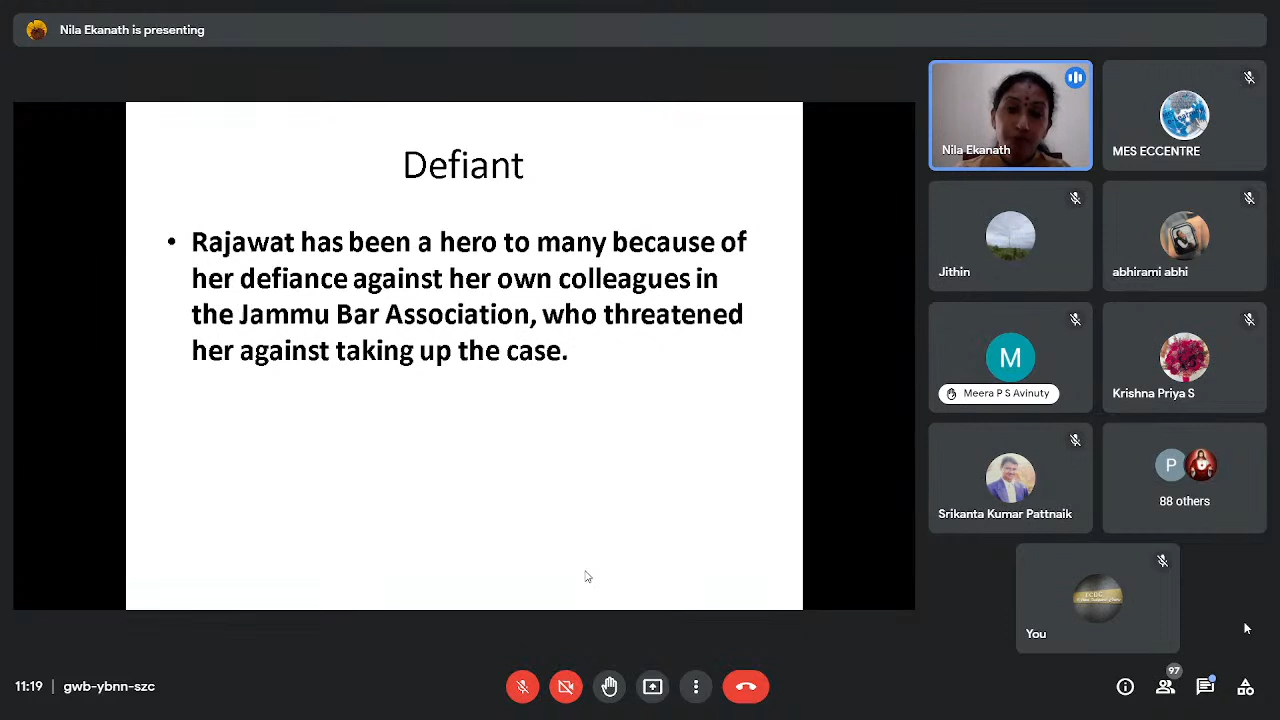 Nila Ekanath is presenting
Defiant
• Rajawat has been a hero to many because of
her defiance against her own colleagues in
the Jammu Bar Association, who threatened
her against taking up the case.
Nila Ekanath
MES ECCENTRE
Jithin
abhirami abhi
M
Meera P S Avinuty
Krishna Priya S
Srikanta Kumar Pattnaik
P
88 others
ECDC
You
11:19 | gwb-ybnn-szc
97